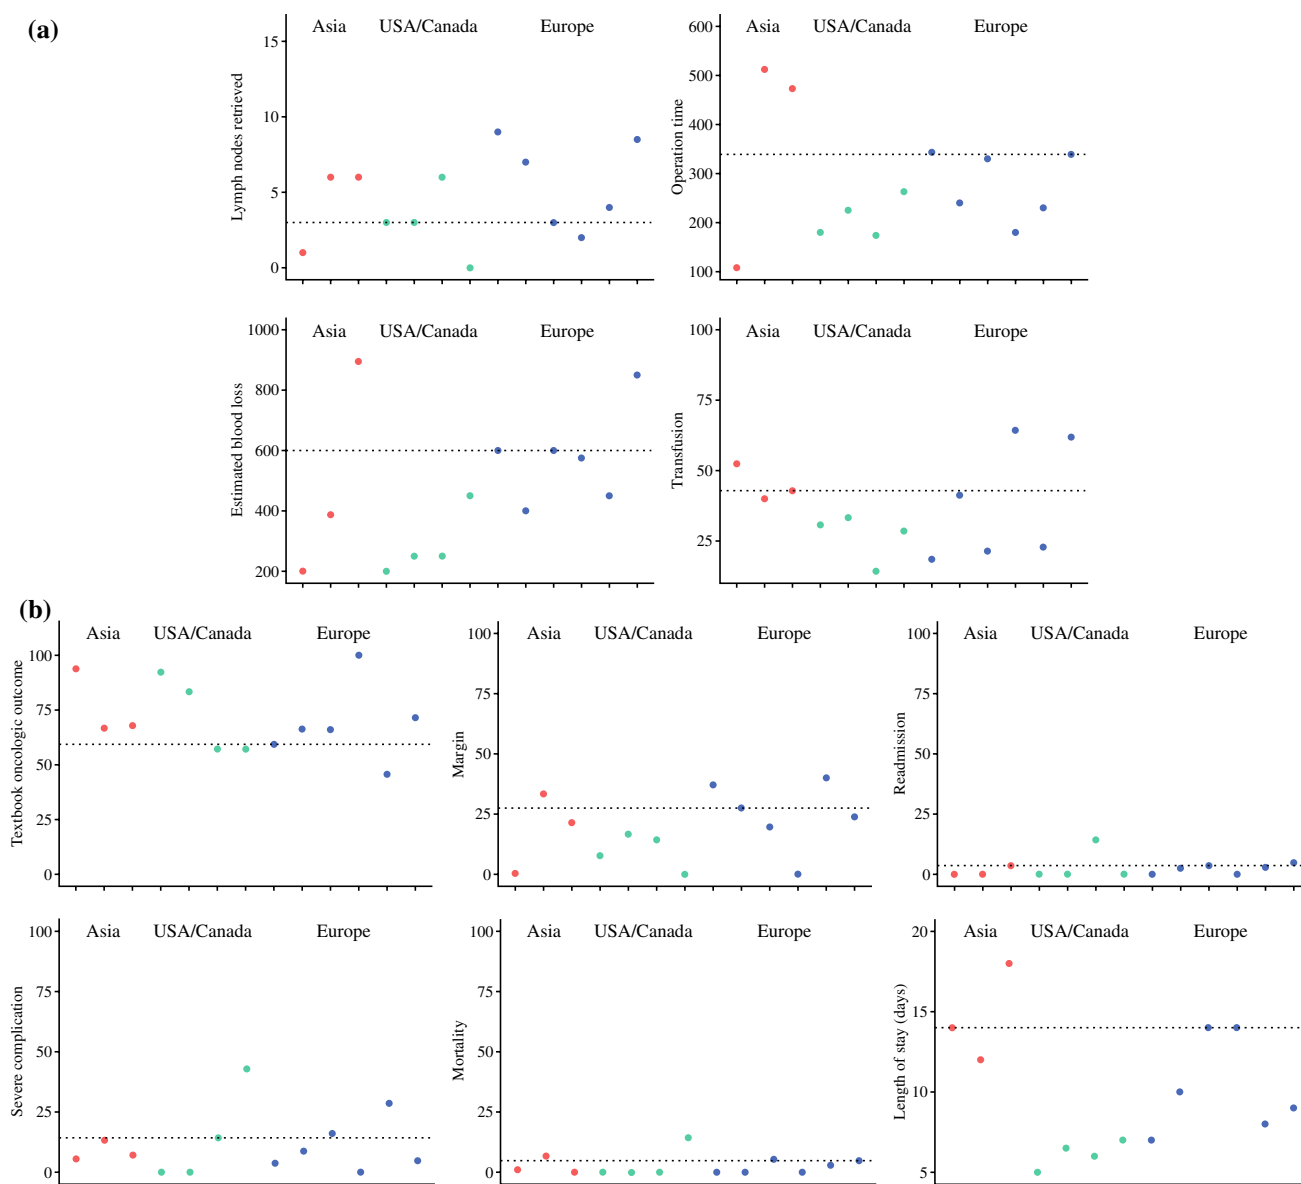 (a)
Asia USA/Canada Europe
Lymph nodes retrieved
15
10
5
0
Asia USA/Canada Europe
Operation time
600
500
400
300
200
100
Asia USA/Canada Europe
Estimated blood loss
1000
800
600
400
200
Asia USA/Canada Europe
Transfusion
100
75
50
25
(b)
Asia USA/Canada Europe
Textbook oncologic outcome
100
75
50
25
0
Asia USA/Canada Europe
Margin
100
75
50
25
0
Asia USA/Canada Europe
Readmission
100
75
50
25
0
Asia USA/Canada Europe
Severe complication
100
75
50
25
0
Asia USA/Canada Europe
Mortality
100
75
50
25
0
Asia USA/Canada Europe
Length of stay (days)
20
15
10
5